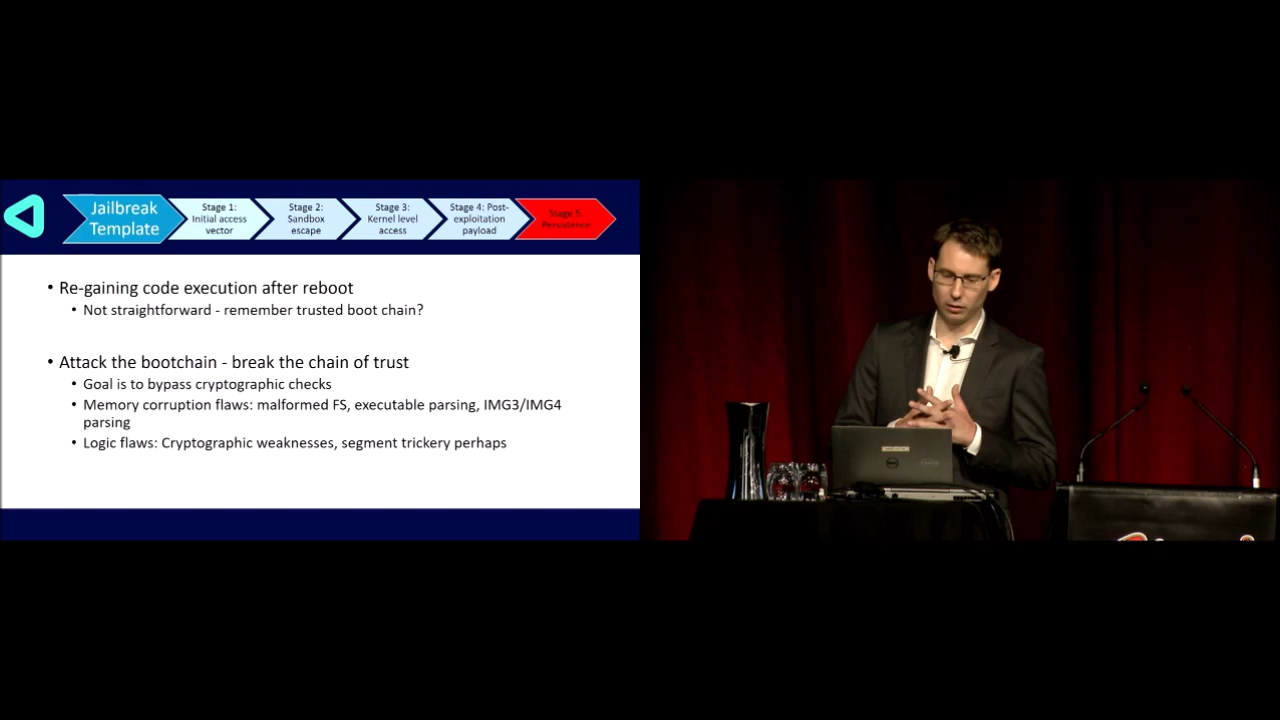 Jailbreak
Template
Stage 1:
Initial access
vector
Stage 2:
Sandbox
escape
Stage 3:
Kernel level
access
Stage 4: Post-
exploitation
payload
Stage 5:
Persistence
• Re-gaining code execution after reboot
• Not straightforward - remember trusted boot chain?
• Attack the bootchain - break the chain of trust
• Goal is to bypass cryptographic checks
• Memory corruption flaws: malformed FS, executable parsing, IMG3/IMG4
parsing
• Logic flaws: Cryptographic weaknesses, segment trickery perhaps
DELL